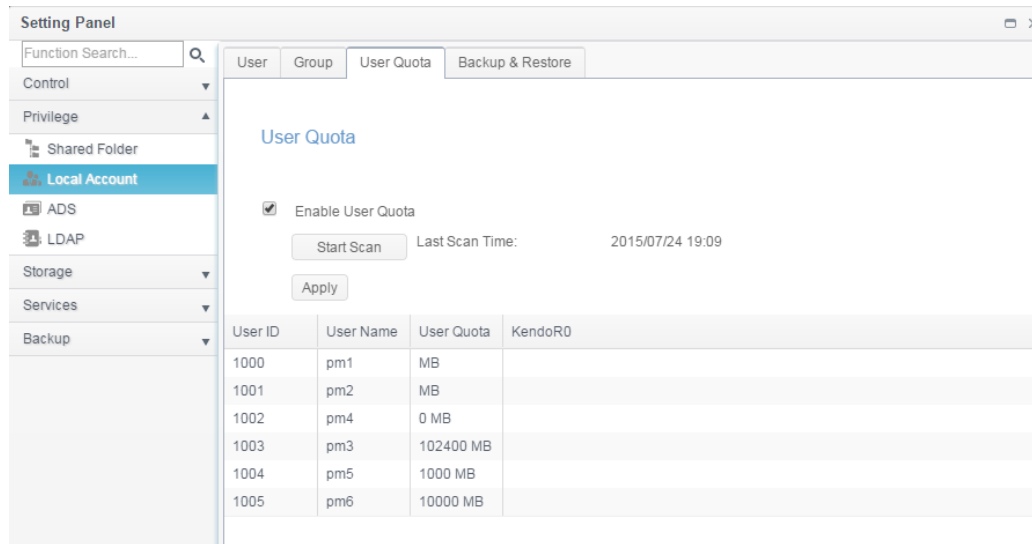 Setting Panel
Function Search...
Control
Privilege
Shared Folder
Local Account
ADS
LDAP
Storage
Services
Backup
User Group User Quota Backup & Restore
User Quota
Enable User Quota
Start Scan Last Scan Time: 2015/07/24 19:09
Apply
User ID User Name User Quota KendoR0
1000 pm1 MB
1001 pm2 MB
1002 pm4 0 MB
1003 pm3 102400 MB
1004 pm5 1000 MB
1005 pm6 10000 MB